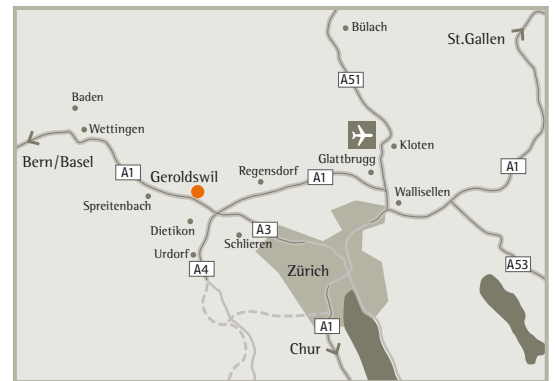 Bülach
St.Gallen
A51
Baden
Wettingen
Kloten
Bern/Basel
Glattbrugg
A1
Geroldswil
Regensdorf
A1
A1
Spreitenbach
Wallisellen
Dietikon
A3
Schlieren
Urdorf
A4
Zürich
A53
A1
Chur